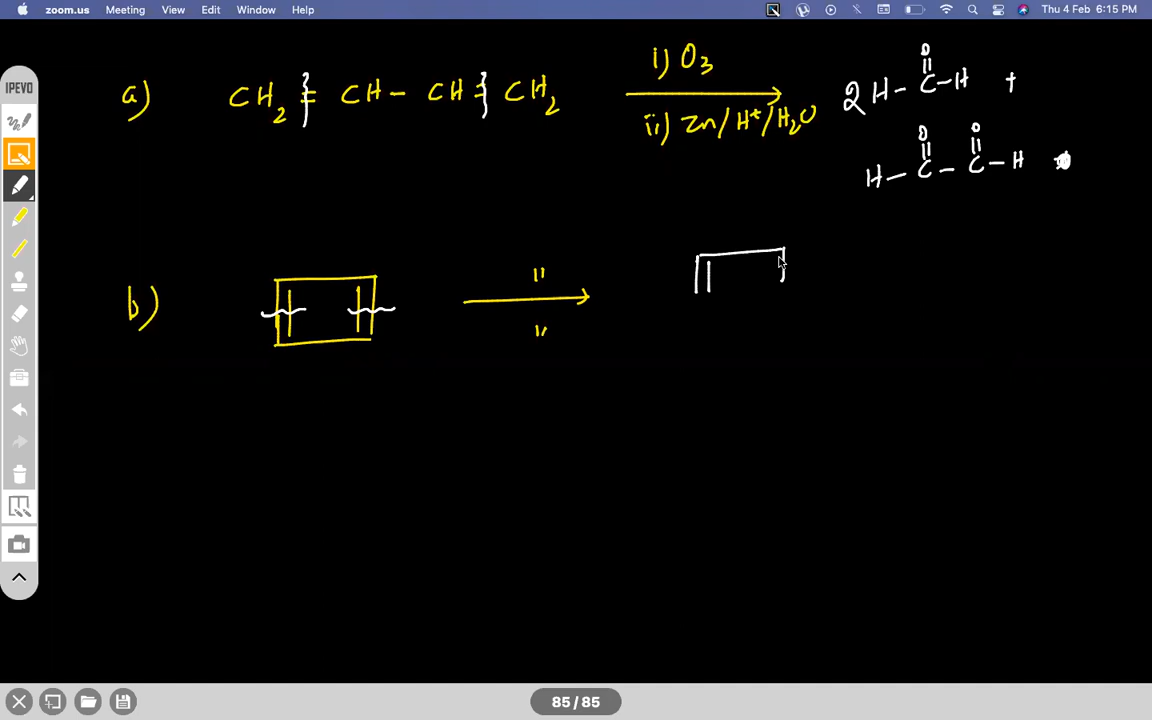 zoom.us Meeting View Edit Window Help Thu 4 Feb 6:15 PM
IPEVO
a) CH2 = CH - CH = CH2
i) O3
ii) Zn/H+/H2O
2 H - C - H +
O
||
H - C - C - H
O O
|| ||
b)
"
"
85 / 85